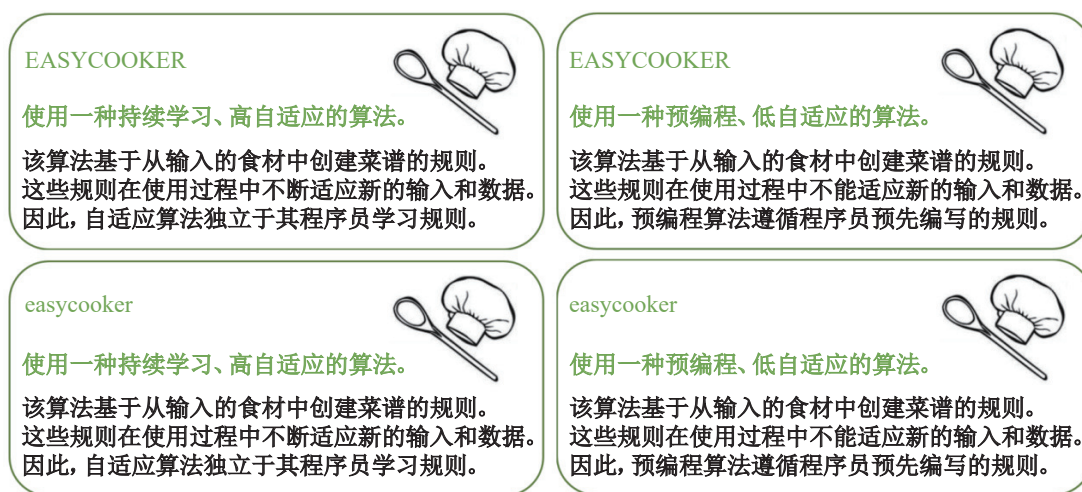 EASYCOOKER
使用一种持续学习、高自适应的算法。
该算法基于从输入的食材中创建菜谱的规则。
这些规则在使用过程中不断适应新的输入和数据。
因此, 自适应算法独立于其程序员学习规则。
EASYCOOKER
使用一种预编程、低自适应的算法。
该算法基于从输入的食材中创建菜谱的规则。
这些规则在使用过程中不能适应新的输入和数据。
因此, 预编程算法遵循程序员预先编写的规则。
easycooker
使用一种持续学习、高自适应的算法。
该算法基于从输入的食材中创建菜谱的规则。
这些规则在使用过程中不断适应新的输入和数据。
因此, 自适应算法独立于其程序员学习规则。
easycooker
使用一种预编程、低自适应的算法。
该算法基于从输入的食材中创建菜谱的规则。
这些规则在使用过程中不能适应新的输入和数据。
因此, 预编程算法遵循程序员预先编写的规则。